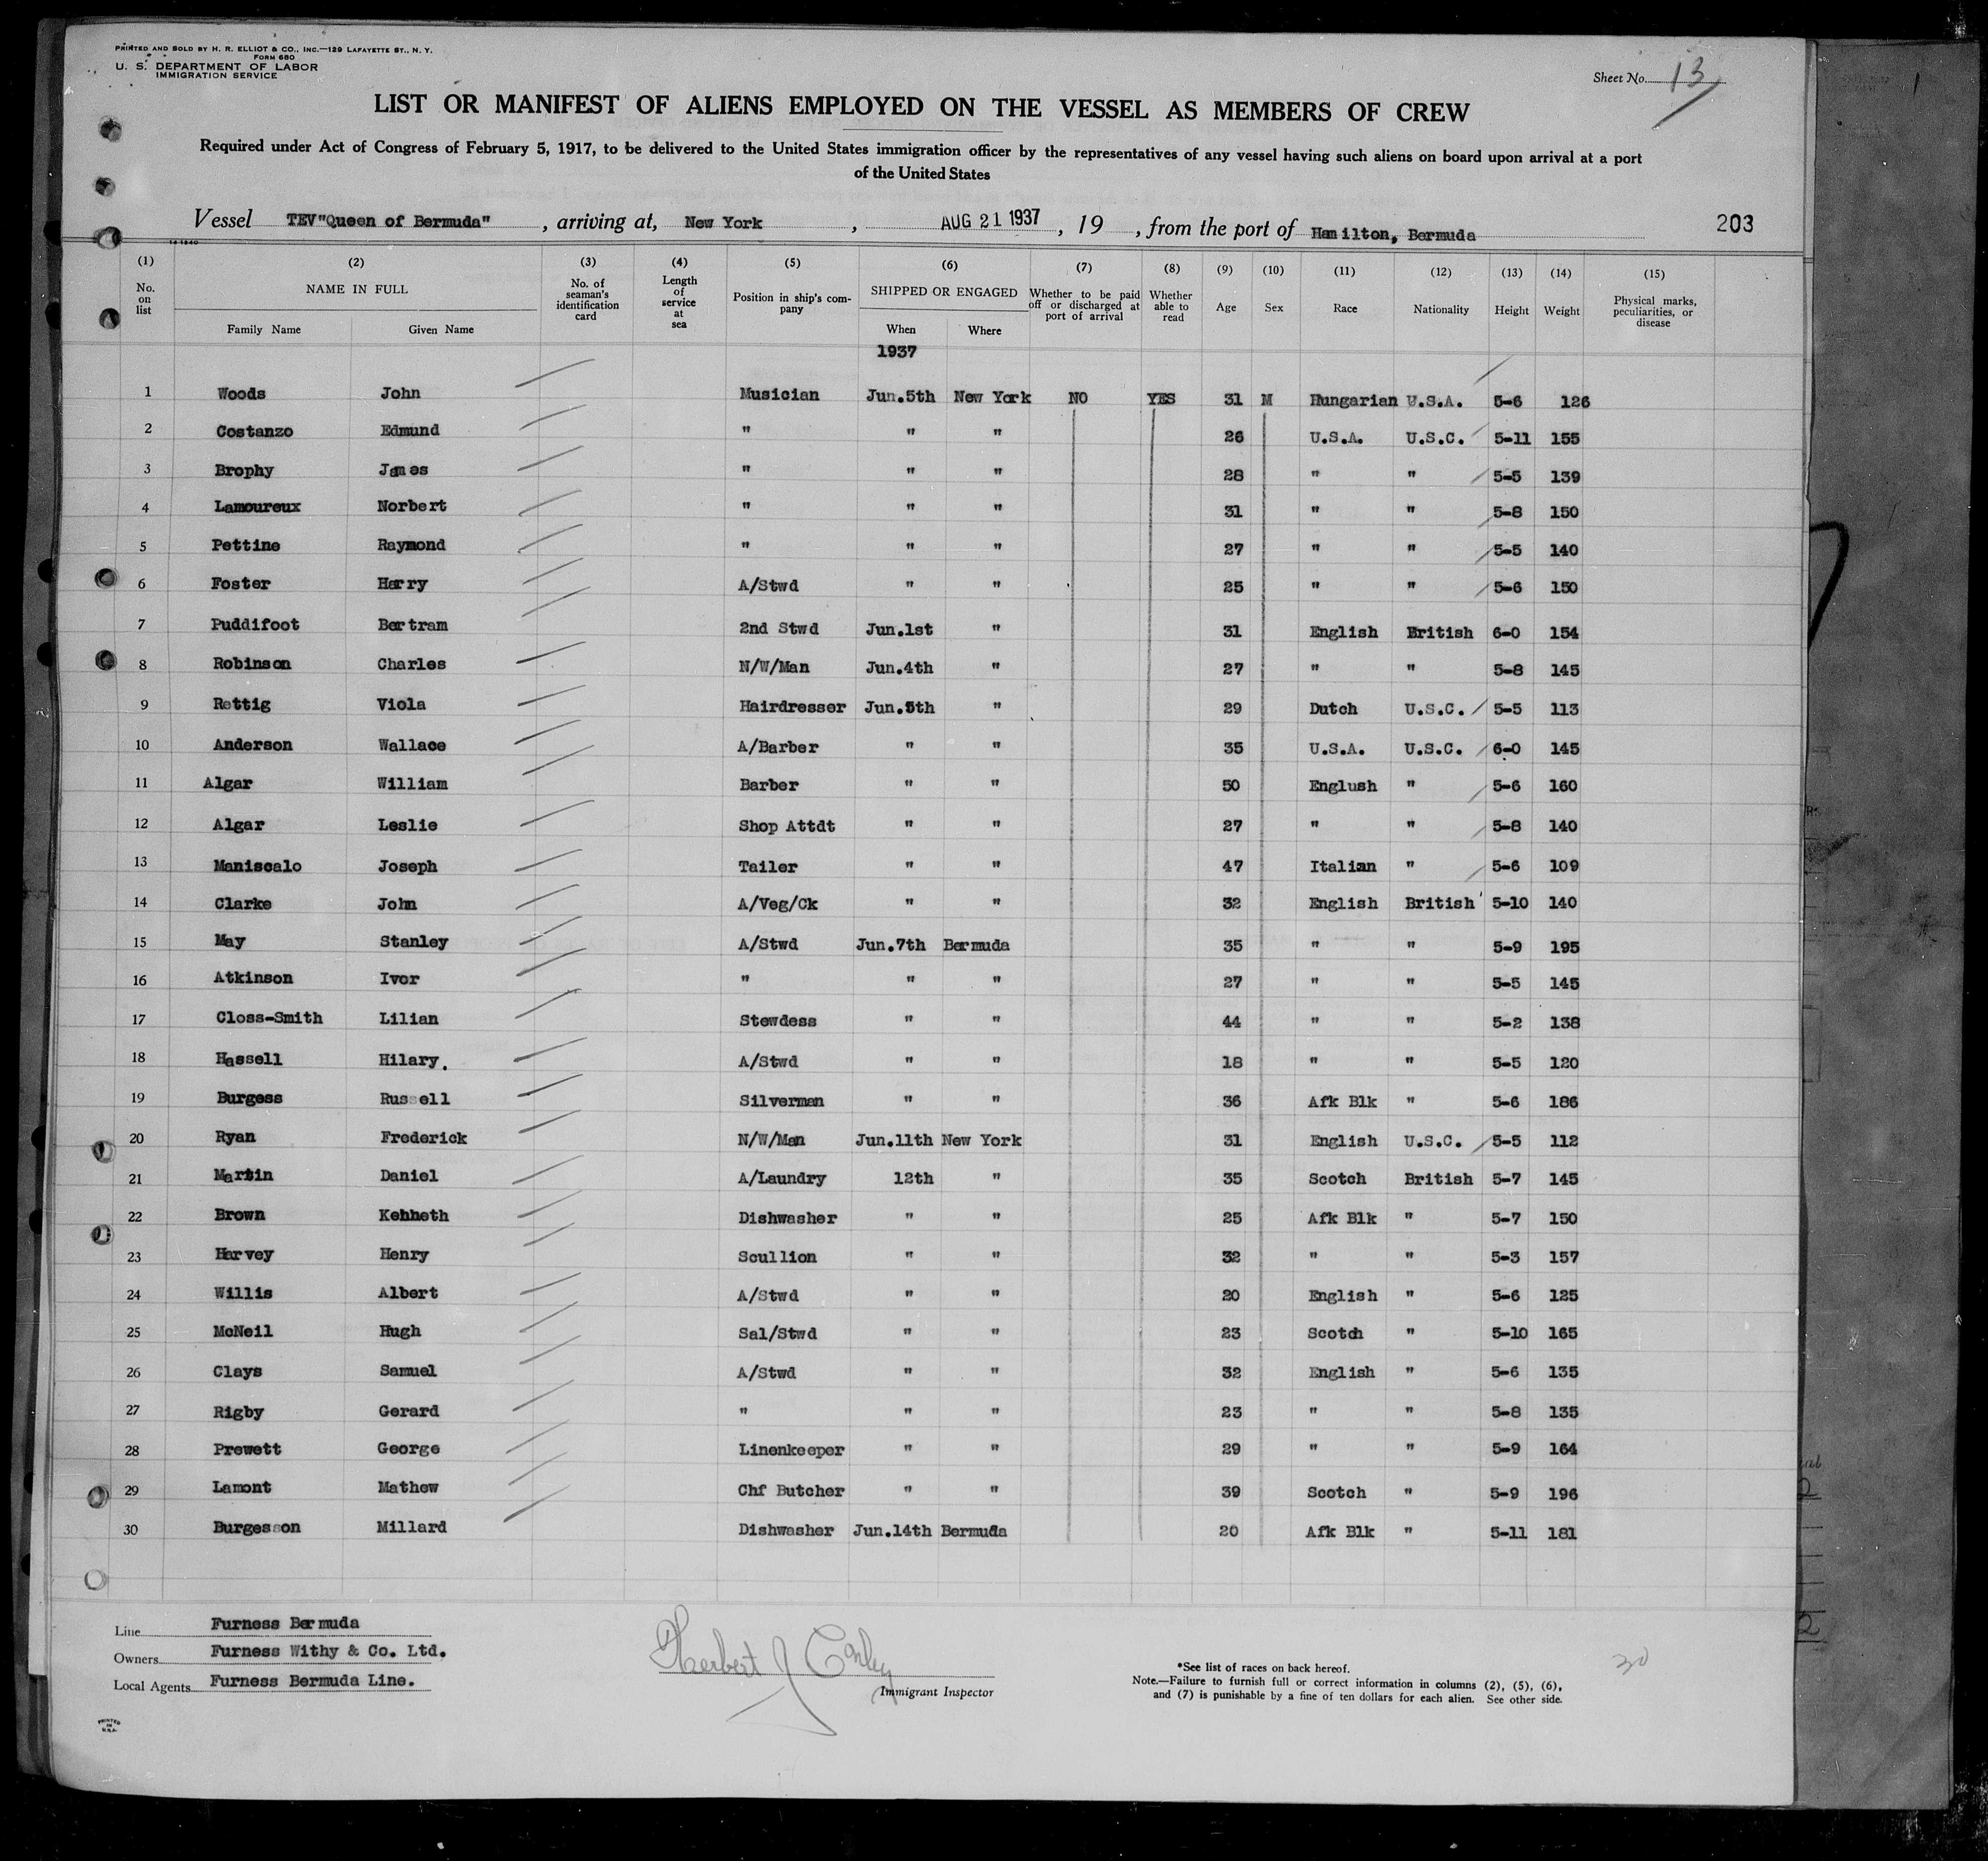 PRINTED AND SOLD BY H. R. ELLIOT & CO., INC.—129 LAFAYETTE ST., N. Y.
FORM 680
U. S. DEPARTMENT OF LABOR
IMMIGRATION SERVICE
Sheet No. 13
LIST OR MANIFEST OF ALIENS EMPLOYED ON THE VESSEL AS MEMBERS OF CREW
Required under Act of Congress of February 5, 1917, to be delivered to the United States immigration officer by the representatives of any vessel having such aliens on board upon arrival at a port
of the United States
Vessel TEV"Queen of Bermuda" , arriving at, New York , AUG 21 1937 , 19 , from the port of Hamilton, Bermuda 203
14-1240
(1) (2) (3) (4) (5) (6) (7) (8) (9) (10) (11) (12) (13) (14) (15)
No. on list NAME IN FULL Family Name Given Name No. of seaman's identification card Length of service at sea Position in ship's company SHIPPED OR ENGAGED When Where Whether to be paid off or discharged at port of arrival Whether able to read Age Sex Race Nationality Height Weight Physical marks, peculiarities, or disease
1937
1 Woods John Musician Jun.5th New York NO YES 31 M Hungarian U.S.A. 5-6 126
2 Costanzo Edmund " " " 26 U.S.A. U.S.C. 5-11 155
3 Brophy James " " " 28 " " 5-5 139
4 Lamoureux Norbert " " " 31 " " 5-8 150
5 Pettine Raymond " " " 27 " " 5-5 140
6 Foster Harry A/Stwd " " 25 " " 5-6 150
7 Puddifoot Bertram 2nd Stwd Jun.1st " 31 English British 6-0 154
8 Robinson Charles N/W/Man Jun.4th " 27 " " 5-8 145
9 Rettig Viola Hairdresser Jun.5th " 29 Dutch U.S.C. 5-5 113
10 Anderson Wallace A/Barber " " 35 U.S.A. U.S.C. 6-0 145
11 Algar William Barber " " 50 Englush " 5-6 160
12 Algar Leslie Shop Attdt " " 27 " " 5-8 140
13 Maniscalo Joseph Tailer " " 47 Italian " 5-6 109
14 Clarke John A/Veg/Ck " " 32 English British 5-10 140
15 May Stanley A/Stwd Jun.7th Bermuda 35 " " 5-9 195
16 Atkinson Ivor " " " 27 " " 5-5 145
17 Closs-Smith Lilian Stewdess " " 44 " " 5-2 138
18 Hassell Hilary. A/Stwd " " 18 " " 5-5 120
19 Burgess Russell Silverman " " 36 Afk Blk " 5-6 186
20 Ryan Frederick N/W/Man Jun.11th New York 31 English U.S.C. 5-5 112
21 Martin Daniel A/Laundry 12th " 35 Scotch British 5-7 145
22 Brown Kehheth Dishwasher " " 25 Afk Blk " 5-7 150
23 Harvey Henry Scullion " " 32 " " 5-3 157
24 Willis Albert A/Stwd " " 20 English " 5-6 125
25 McNeil Hugh Sal/Stwd " " 23 Scotch " 5-10 165
26 Clays Samuel A/Stwd " " 32 English " 5-6 135
27 Rigby Gerard " " " 23 " " 5-8 135
28 Prewett George Linenkeeper " " 29 " " 5-9 164
29 Lamont Mathew Chf Butcher " " 39 Scotch " 5-9 196
30 Burgesson Millard Dishwasher Jun.14th Bermuda 20 Afk Blk " 5-11 181
Line Furness Bermuda
Owners Furness Withy & Co. Ltd.
Local Agents Furness Bermuda Line.
Herbert J Conley
Immigrant Inspector
*See list of races on back hereof.
Note.—Failure to furnish full or correct information in columns (2), (5), (6),
and (7) is punishable by a fine of ten dollars for each alien. See other side.
30
PRINTED IN U.S.A.